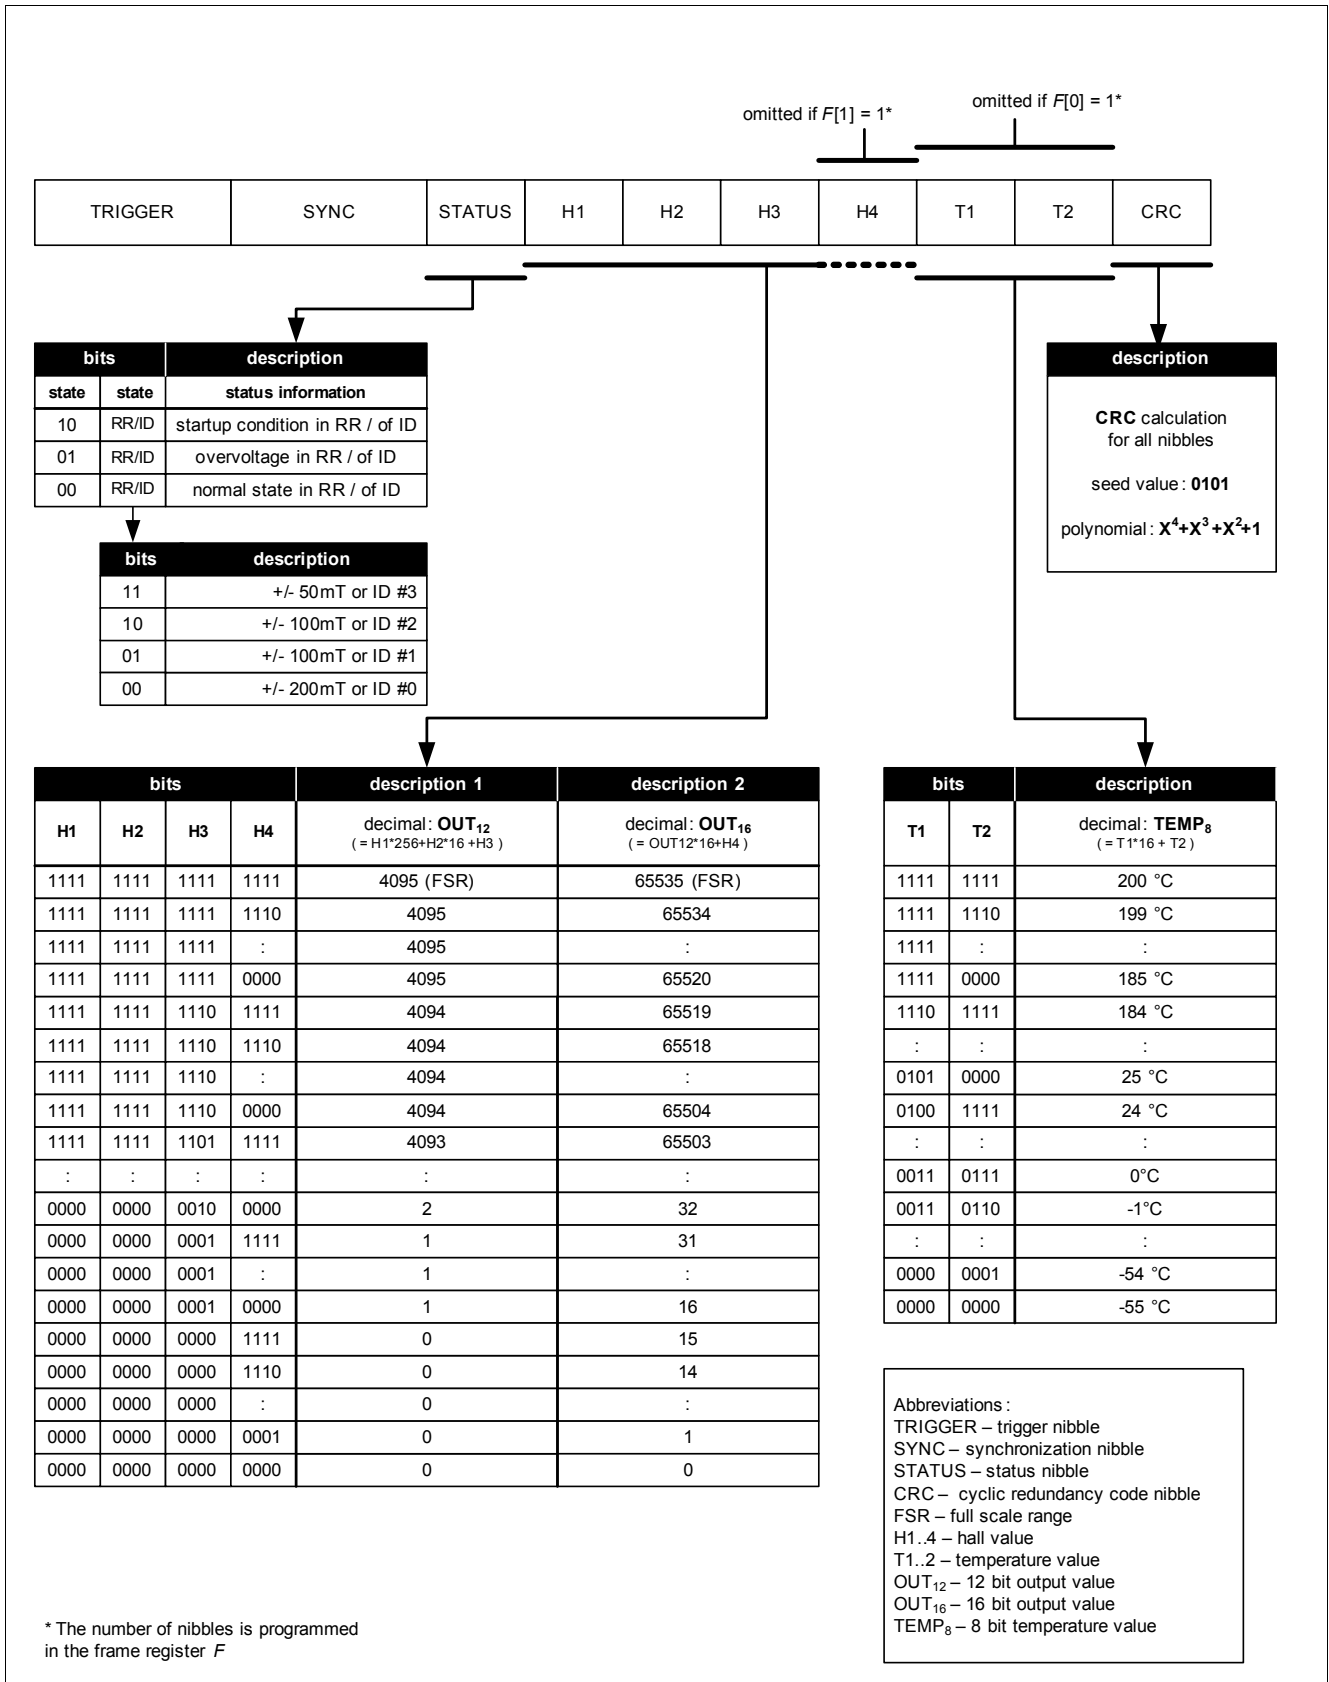 omitted if F[1] = 1*
omitted if F[0] = 1*
TRIGGER SYNC STATUS H1 H2 H3 H4 T1 T2 CRC
bits description
state state status information
10 RR/ID startup condition in RR / of ID
01 RR/ID overvoltage in RR / of ID
00 RR/ID normal state in RR / of ID
bits description
11 +/- 50mT or ID #3
10 +/- 100mT or ID #2
01 +/- 100mT or ID #1
00 +/- 200mT or ID #0
description
CRC calculation
for all nibbles
seed value : 0101
polynomial : X⁴+X³+X²+1
bits description 1 description 2
H1 H2 H3 H4 decimal: OUT₁₂ decimal: OUT₁₆
( = H1*256+H2*16 +H3 ) ( = OUT12*16+H4 )
1111 1111 1111 1111 4095 (FSR) 65535 (FSR)
1111 1111 1111 1110 4095 65534
1111 1111 1111 : 4095 :
1111 1111 1111 0000 4095 65520
1111 1111 1110 1111 4094 65519
1111 1111 1110 1110 4094 65518
1111 1111 1110 : 4094 :
1111 1111 1110 0000 4094 65504
1111 1111 1101 1111 4093 65503
: : : : : :
0000 0000 0010 0000 2 32
0000 0000 0001 1111 1 31
0000 0000 0001 : 1 :
0000 0000 0001 0000 1 16
0000 0000 0000 1111 0 15
0000 0000 0000 1110 0 14
0000 0000 0000 : 0 :
0000 0000 0000 0001 0 1
0000 0000 0000 0000 0 0
bits description
T1 T2 decimal: TEMP₈
( = T1*16 + T2 )
1111 1111 200 °C
1111 1110 199 °C
1111 : :
1111 0000 185 °C
1110 1111 184 °C
: : :
0101 0000 25 °C
0100 1111 24 °C
: : :
0011 0111 0°C
0011 0110 -1°C
: : :
0000 0001 -54 °C
0000 0000 -55 °C
Abbreviations :
TRIGGER – trigger nibble
SYNC – synchronization nibble
STATUS – status nibble
CRC – cyclic redundancy code nibble
FSR – full scale range
H1..4 – hall value
T1..2 – temperature value
OUT₁₂ – 12 bit output value
OUT₁₆ – 16 bit output value
TEMP₈ – 8 bit temperature value
* The number of nibbles is programmed
in the frame register F